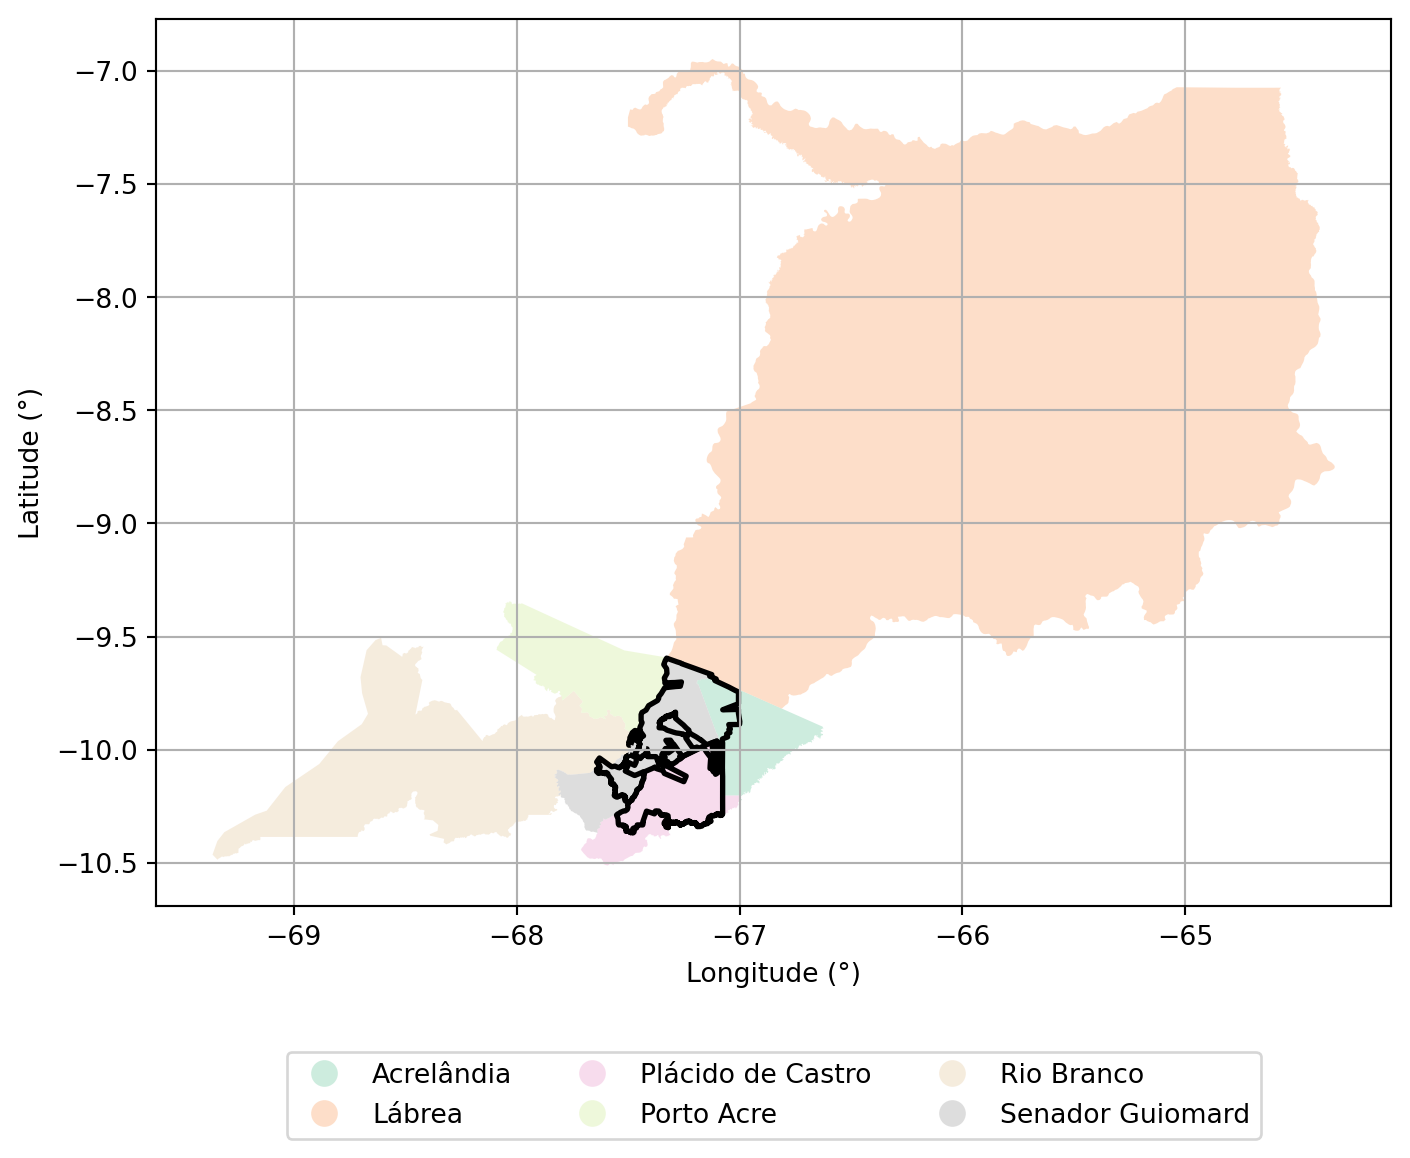 −7.0
−7.5
−8.0
−8.5
−9.0
−9.5
−10.0
−10.5
Latitude (°)
−69 −68 −67 −66 −65
Longitude (°)
Acrelândia Plácido de Castro Rio Branco
Lábrea Porto Acre Senador Guiomard